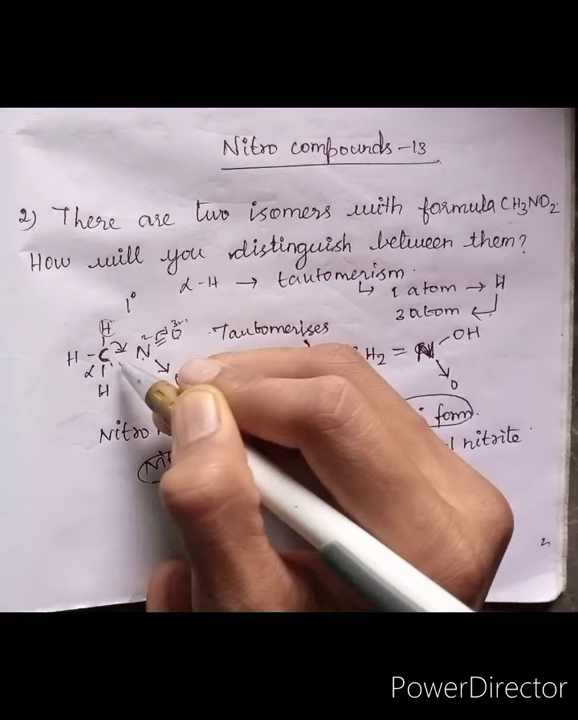 Nitro compounds-13
2) There are two isomers with formula CH3NO2.
How will you distinguish between them?
α-H → tautomerism.
↳ 1 atom → H
3 atom ↵
1°
H
H - C N O Tautomerises H2 = N - OH
α
H O
form.
Nitro nitrite
PowerDirector